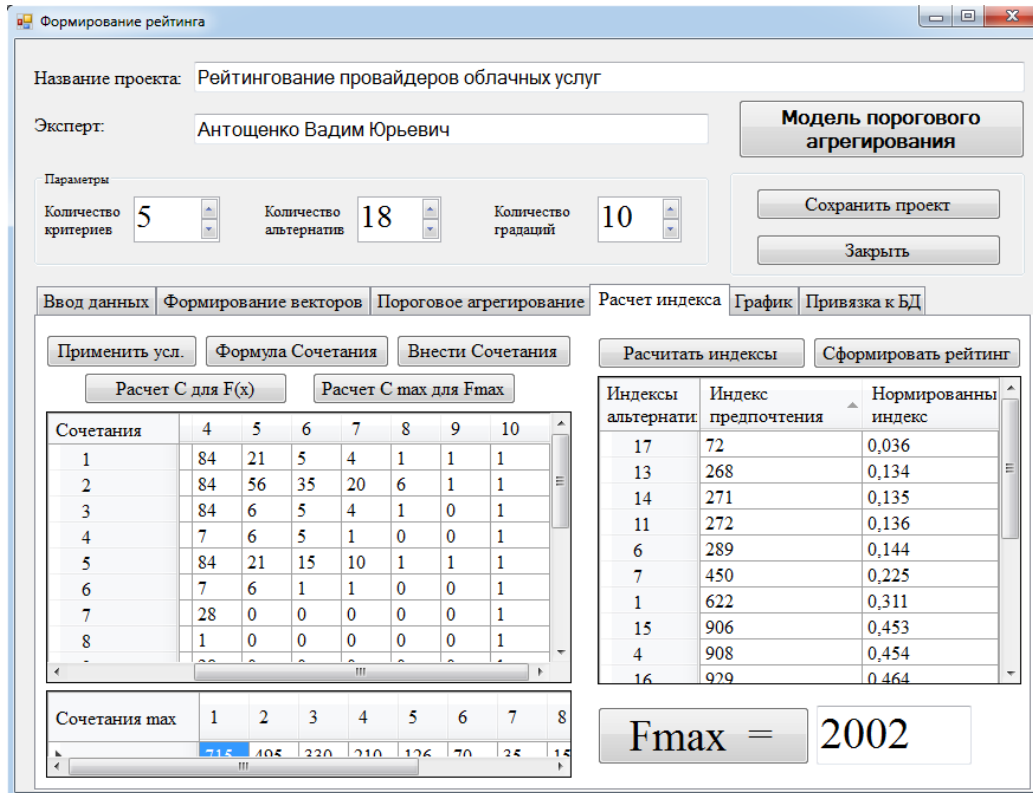 Формирование рейтинга
Название проекта: Рейтингование провайдеров облачных услуг
Эксперт: Антощенко Вадим Юрьевич
Модель порогового
агрегирования
Параметры
Количество критериев 5 Количество альтернатив 18 Количество градаций 10
Сохранить проект
Закрыть
Ввод данных Формирование векторов Пороговое агрегирование Расчет индекса График Привязка к БД
Применить усл. Формула Сочетания Внести Сочетания
Расчет С для F(x) Расчет С max для Fmax
Сочетания 4 5 6 7 8 9 10
1 84 21 5 4 1 1 1
2 84 56 35 20 6 1 1
3 84 6 5 4 1 0 1
4 7 6 5 1 0 0 1
5 84 21 15 10 1 1 1
6 7 6 1 1 0 0 1
7 28 0 0 0 0 0 1
8 1 0 0 0 0 0 1
Сочетания max 1 2 3 4 5 6 7 8
715 495 330 210 126 70 35 15
Расчитать индексы Сформировать рейтинг
Индексы альтернати Индекс предпочтения Нормированны индекс
17 72 0,036
13 268 0,134
14 271 0,135
11 272 0,136
6 289 0,144
7 450 0,225
1 622 0,311
15 906 0,453
4 908 0,454
16 929 0,464
Fmax = 2002